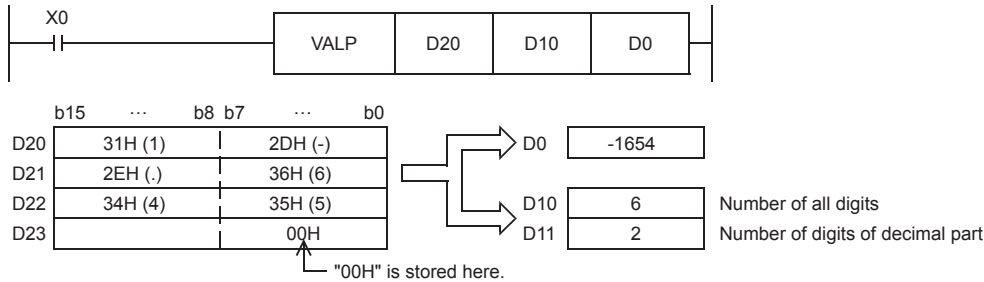 X0
VALP D20 D10 D0
b15 ··· b8 b7 ··· b0
D20 31H (1) 2DH (-) D0 -1654
D21 2EH (.) 36H (6)
D22 34H (4) 35H (5) D10 6 Number of all digits
D23 00H D11 2 Number of digits of decimal part
"00H" is stored here.